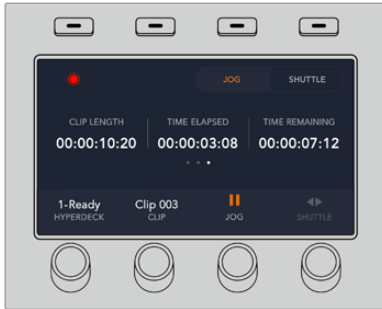 JOG SHUTTLE
CLIP LENGTH TIME ELAPSED TIME REMAINING
00:00:10:20 00:00:03:08 00:00:07:12
1-Ready Clip 003
HYPERDECK CLIP JOG SHUTTLE